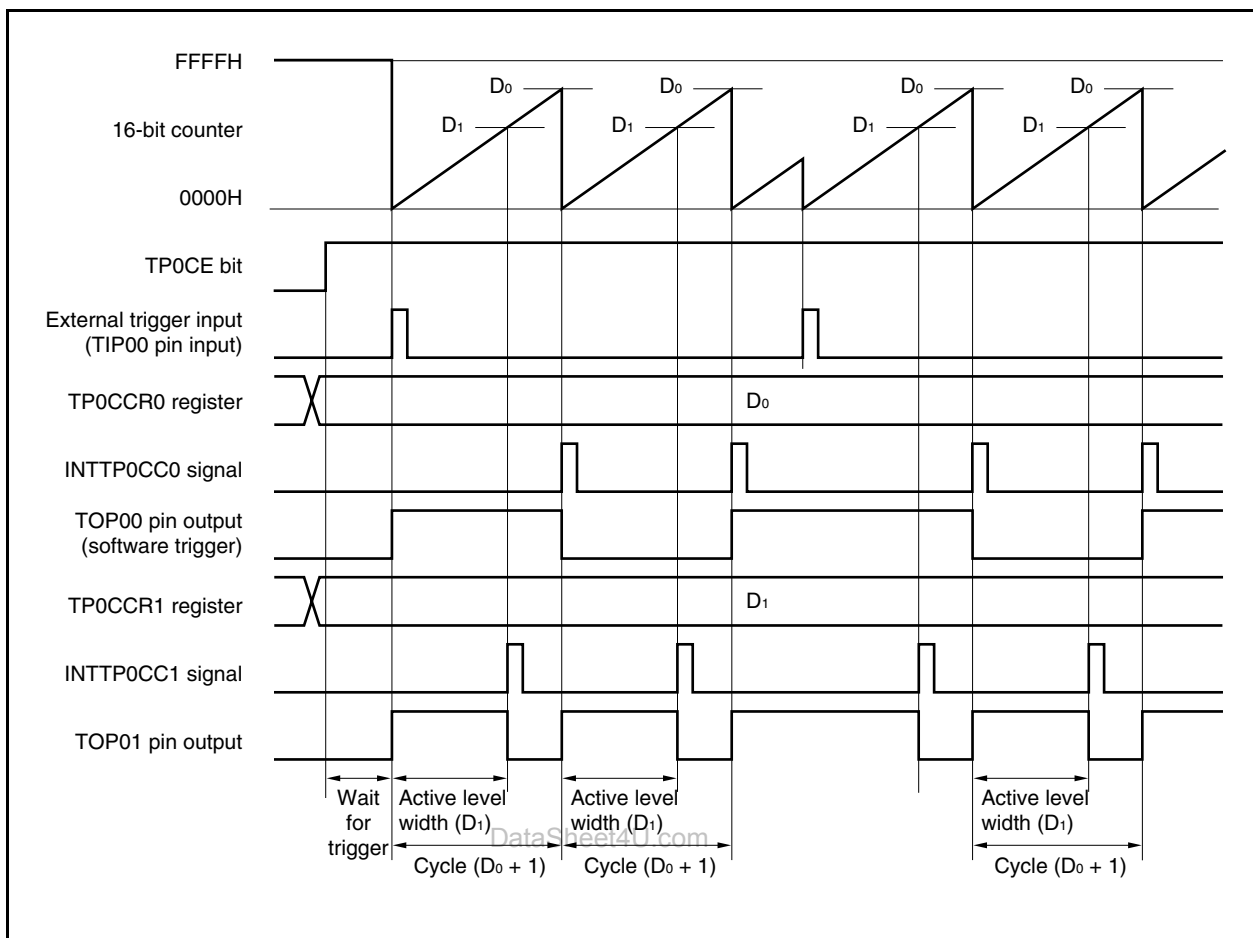 FFFFH
D0 D0 D0 D0
16-bit counter D1 D1 D1 D1
0000H
TP0CE bit
External trigger input
(TIP00 pin input)
TP0CCR0 register D0
INTTP0CC0 signal
TOP00 pin output
(software trigger)
TP0CCR1 register D1
INTTP0CC1 signal
TOP01 pin output
Wait
for
trigger
Active level
width (D1)
Active level
width (D1)
Active level
width (D1)
DataSheet4U.com
Cycle (D0 + 1) Cycle (D0 + 1) Cycle (D0 + 1)